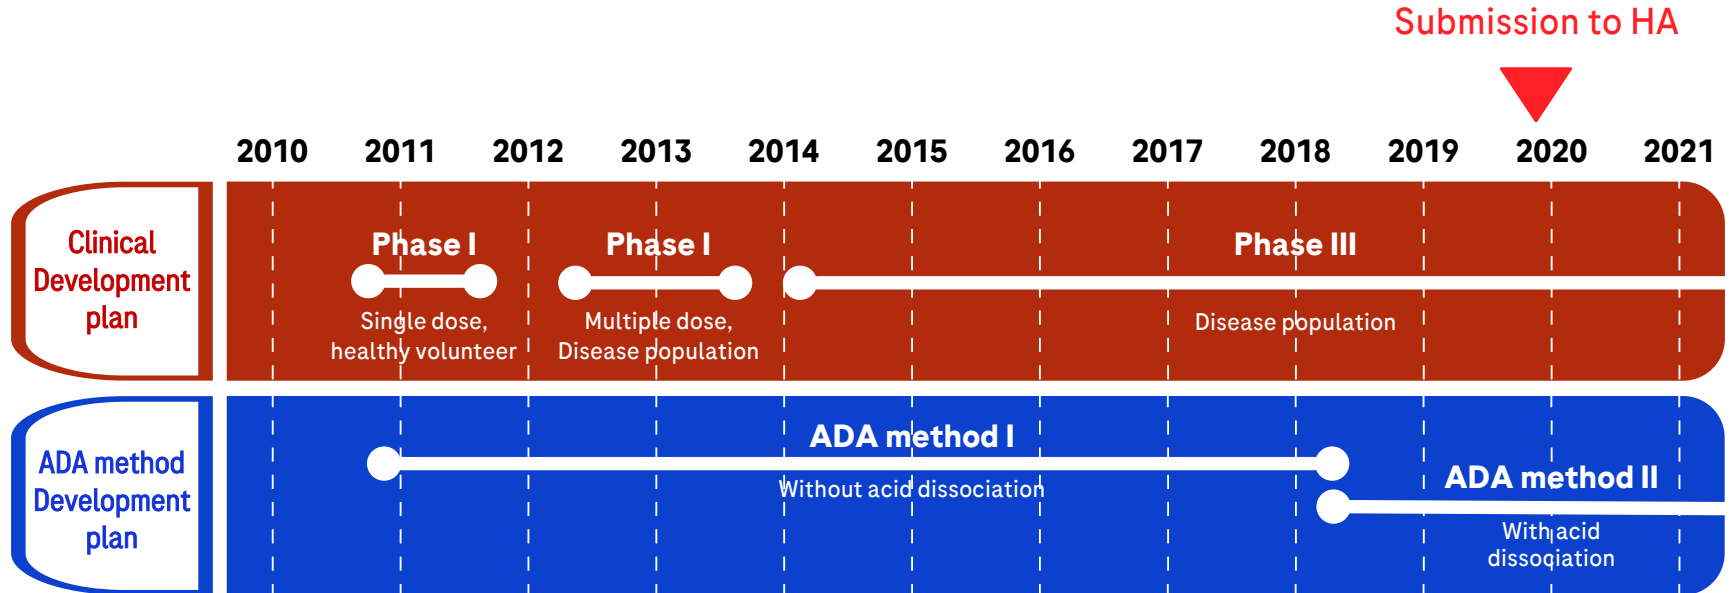 Submission to HA
2010 2011 2012 2013 2014 2015 2016 2017 2018 2019 2020 2021
Clinical
Development
plan
Phase I
Single dose,
healthy volunteer
Phase I
Multiple dose,
Disease population
Phase III
Disease population
ADA method
Development
plan
ADA method I
Without acid dissociation
ADA method II
With acid
dissociation